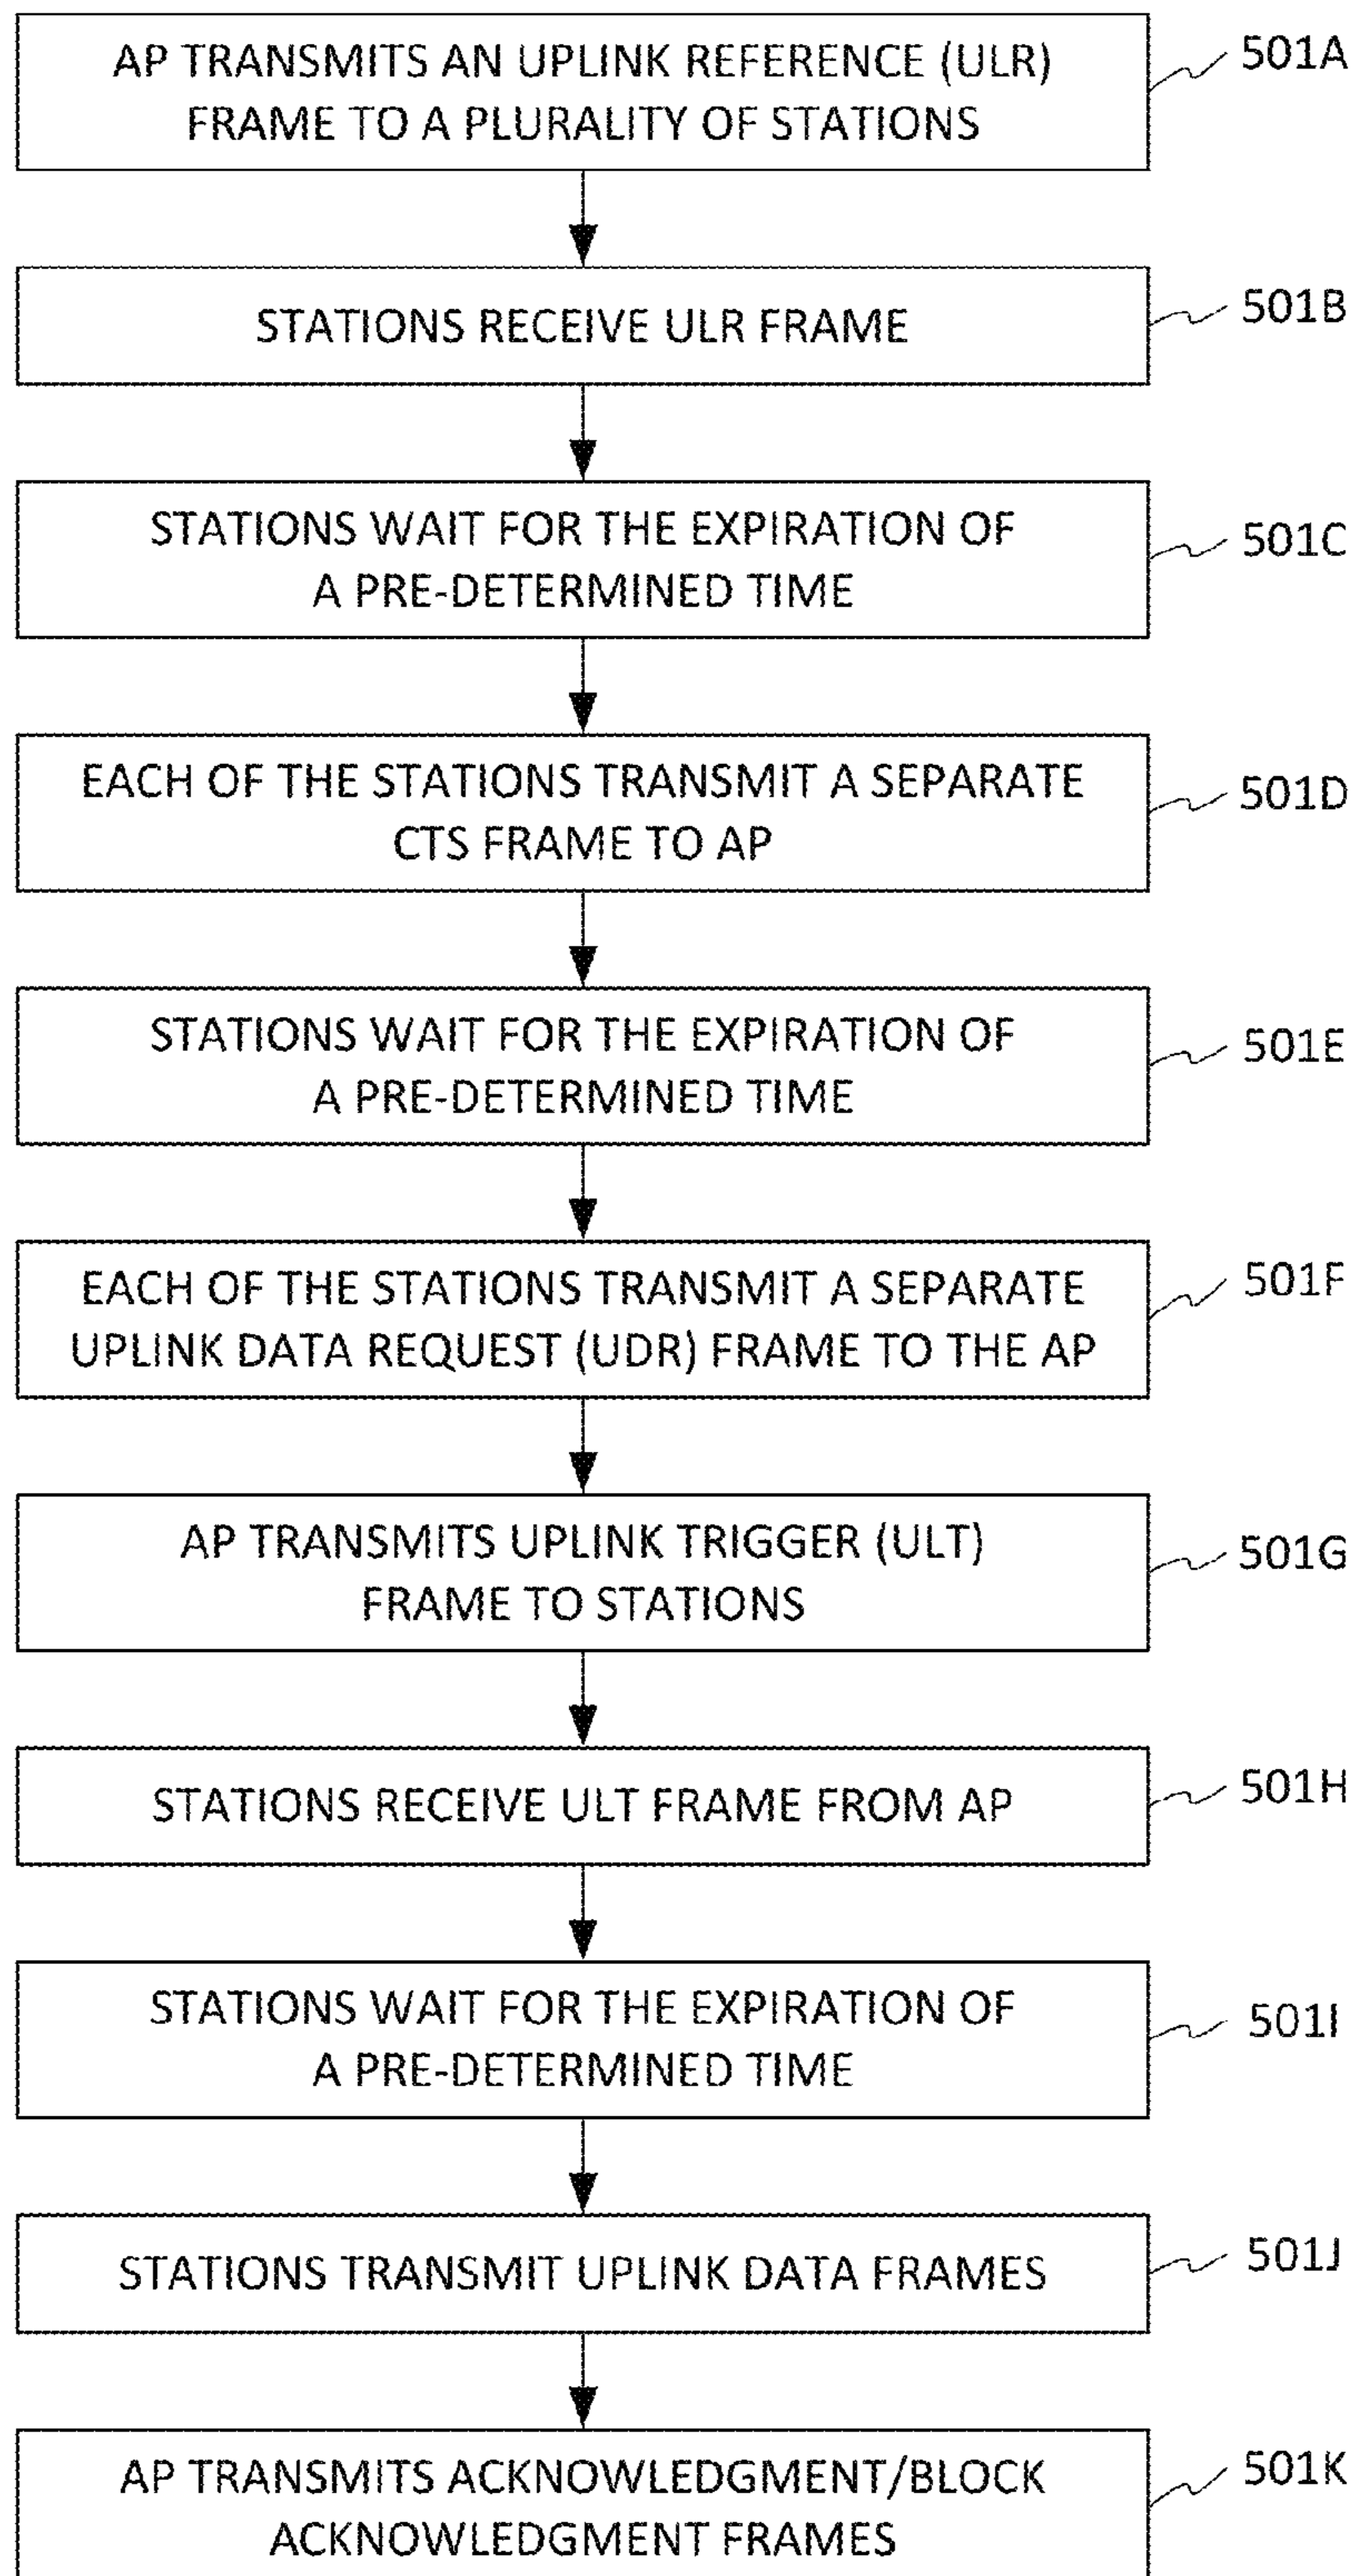 AP TRANSMITS AN UPLINK REFERENCE (ULR)
FRAME TO A PLURALITY OF STATIONS
501A
STATIONS RECEIVE ULR FRAME
501B
STATIONS WAIT FOR THE EXPIRATION OF
A PRE-DETERMINED TIME
501C
EACH OF THE STATIONS TRANSMIT A SEPARATE
CTS FRAME TO AP
501D
STATIONS WAIT FOR THE EXPIRATION OF
A PRE-DETERMINED TIME
501E
EACH OF THE STATIONS TRANSMIT A SEPARATE
UPLINK DATA REQUEST (UDR) FRAME TO THE AP
501F
AP TRANSMITS UPLINK TRIGGER (ULT)
FRAME TO STATIONS
501G
STATIONS RECEIVE ULT FRAME FROM AP
501H
STATIONS WAIT FOR THE EXPIRATION OF
A PRE-DETERMINED TIME
501I
STATIONS TRANSMIT UPLINK DATA FRAMES
501J
AP TRANSMITS ACKNOWLEDGMENT/BLOCK
ACKNOWLEDGMENT FRAMES
501K